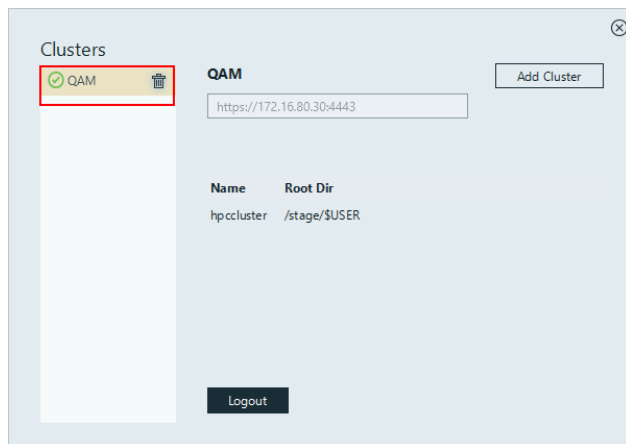 Clusters
QAM
QAM
Add Cluster
https://172.16.80.30:4443
Name Root Dir
hpccluster /stage/$USER
Logout